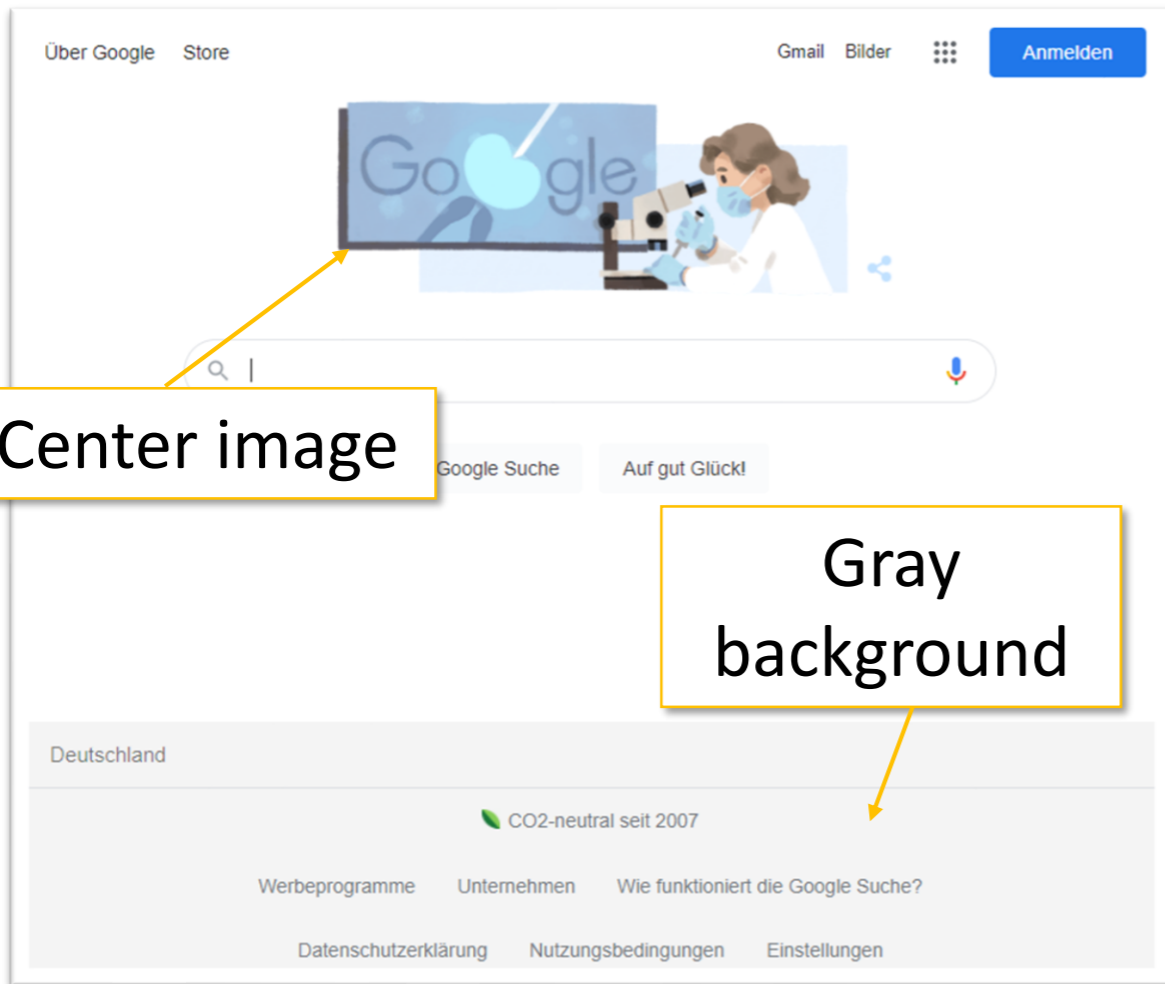 Über Google Store Gmail Bilder Anmelden
Google
Center image
Google Suche Auf gut Glück!
Gray
background
Deutschland
CO2-neutral seit 2007
Werbeprogramme Unternehmen Wie funktioniert die Google Suche?
Datenschutzerklärung Nutzungsbedingungen Einstellungen